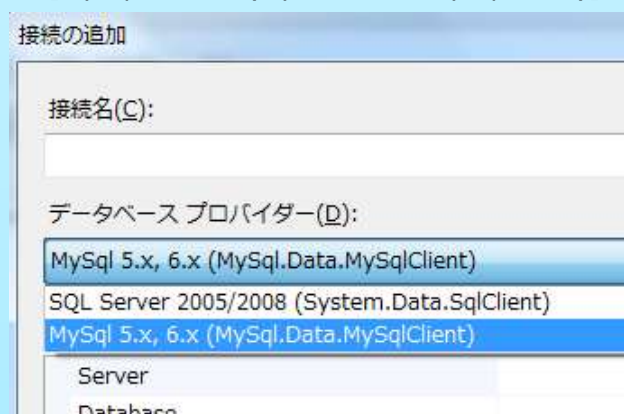 接続の追加
接続名(C):
データベース プロバイダー(D):
MySql 5.x, 6.x (MySql.Data.MySqlClient)
SQL Server 2005/2008 (System.Data.SqlClient)
MySql 5.x, 6.x (MySql.Data.MySqlClient)
Server
Database